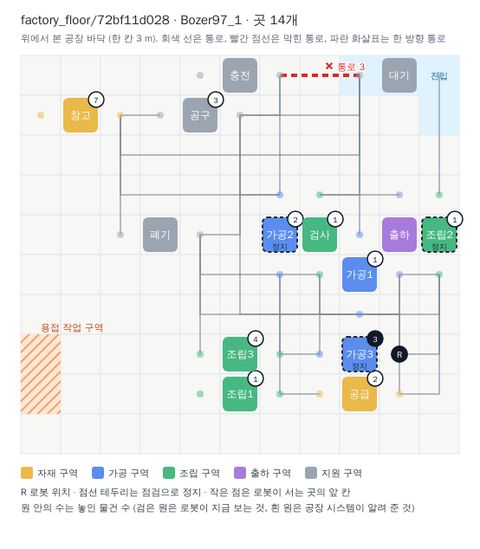 factory_floor/72bf11d028 · Bozer97_1 · 곳 14개
위에서 본 공장 바닥 (한 칸 3 m). 회색 선은 통로, 빨간 점선은 막힌 통로, 파란 화살표는 한 방향 통로
× 통로 3
충전
대기
진입
7
창고
3
공구
폐기
2
가공2
정지
1
검사
출하
1
조립2
정지
1
가공1
용접 작업 구역
4
조립3
3
가공3
정지
R
1
조립1
2
공급
자재 구역 가공 구역 조립 구역 출하 구역 지원 구역
R 로봇 위치 · 점선 테두리는 점검으로 정지 · 작은 점은 로봇이 서는 곳의 앞 칸
원 안의 수는 놓인 물건 수 (검은 원은 로봇이 지금 보는 것, 흰 원은 공장 시스템이 알려 준 것)